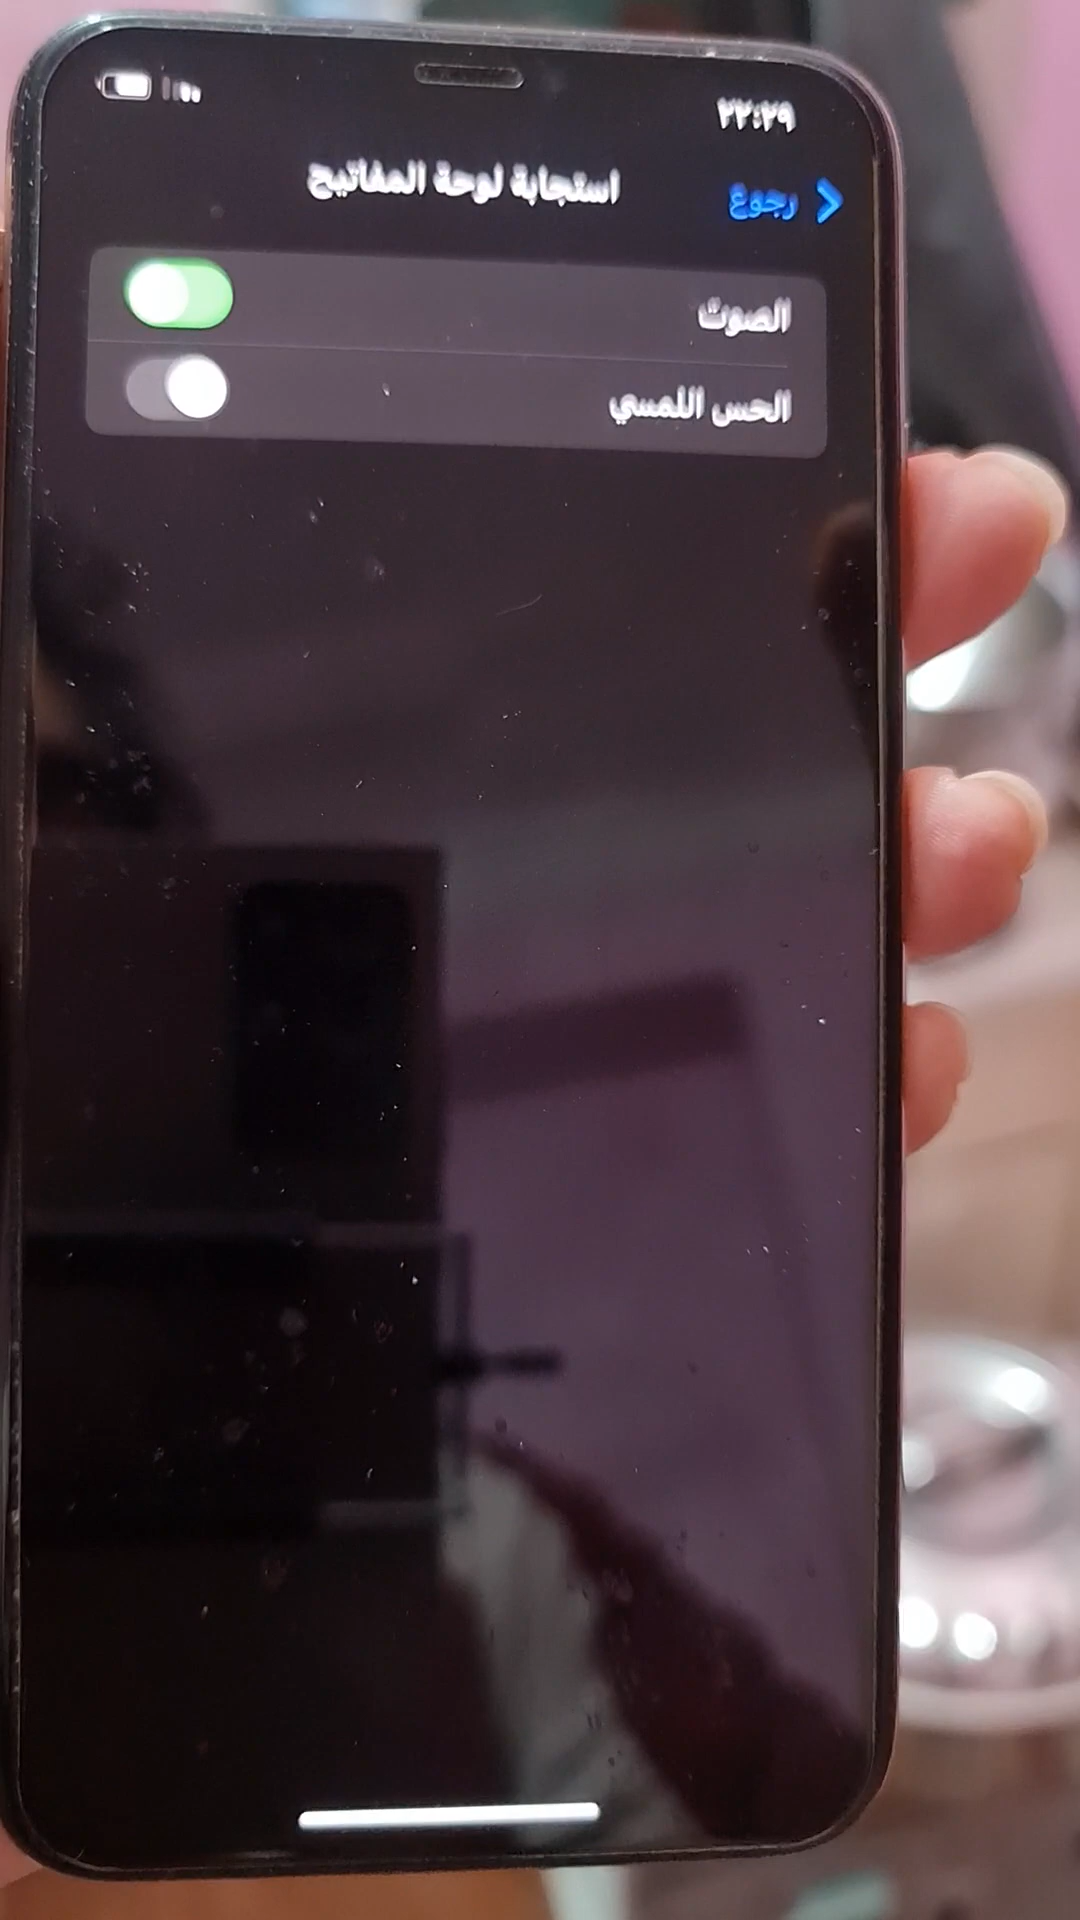 ٢٢:٢٩
رجوع
استجابة لوحة المفاتيح
الصوت
الحس اللمسي